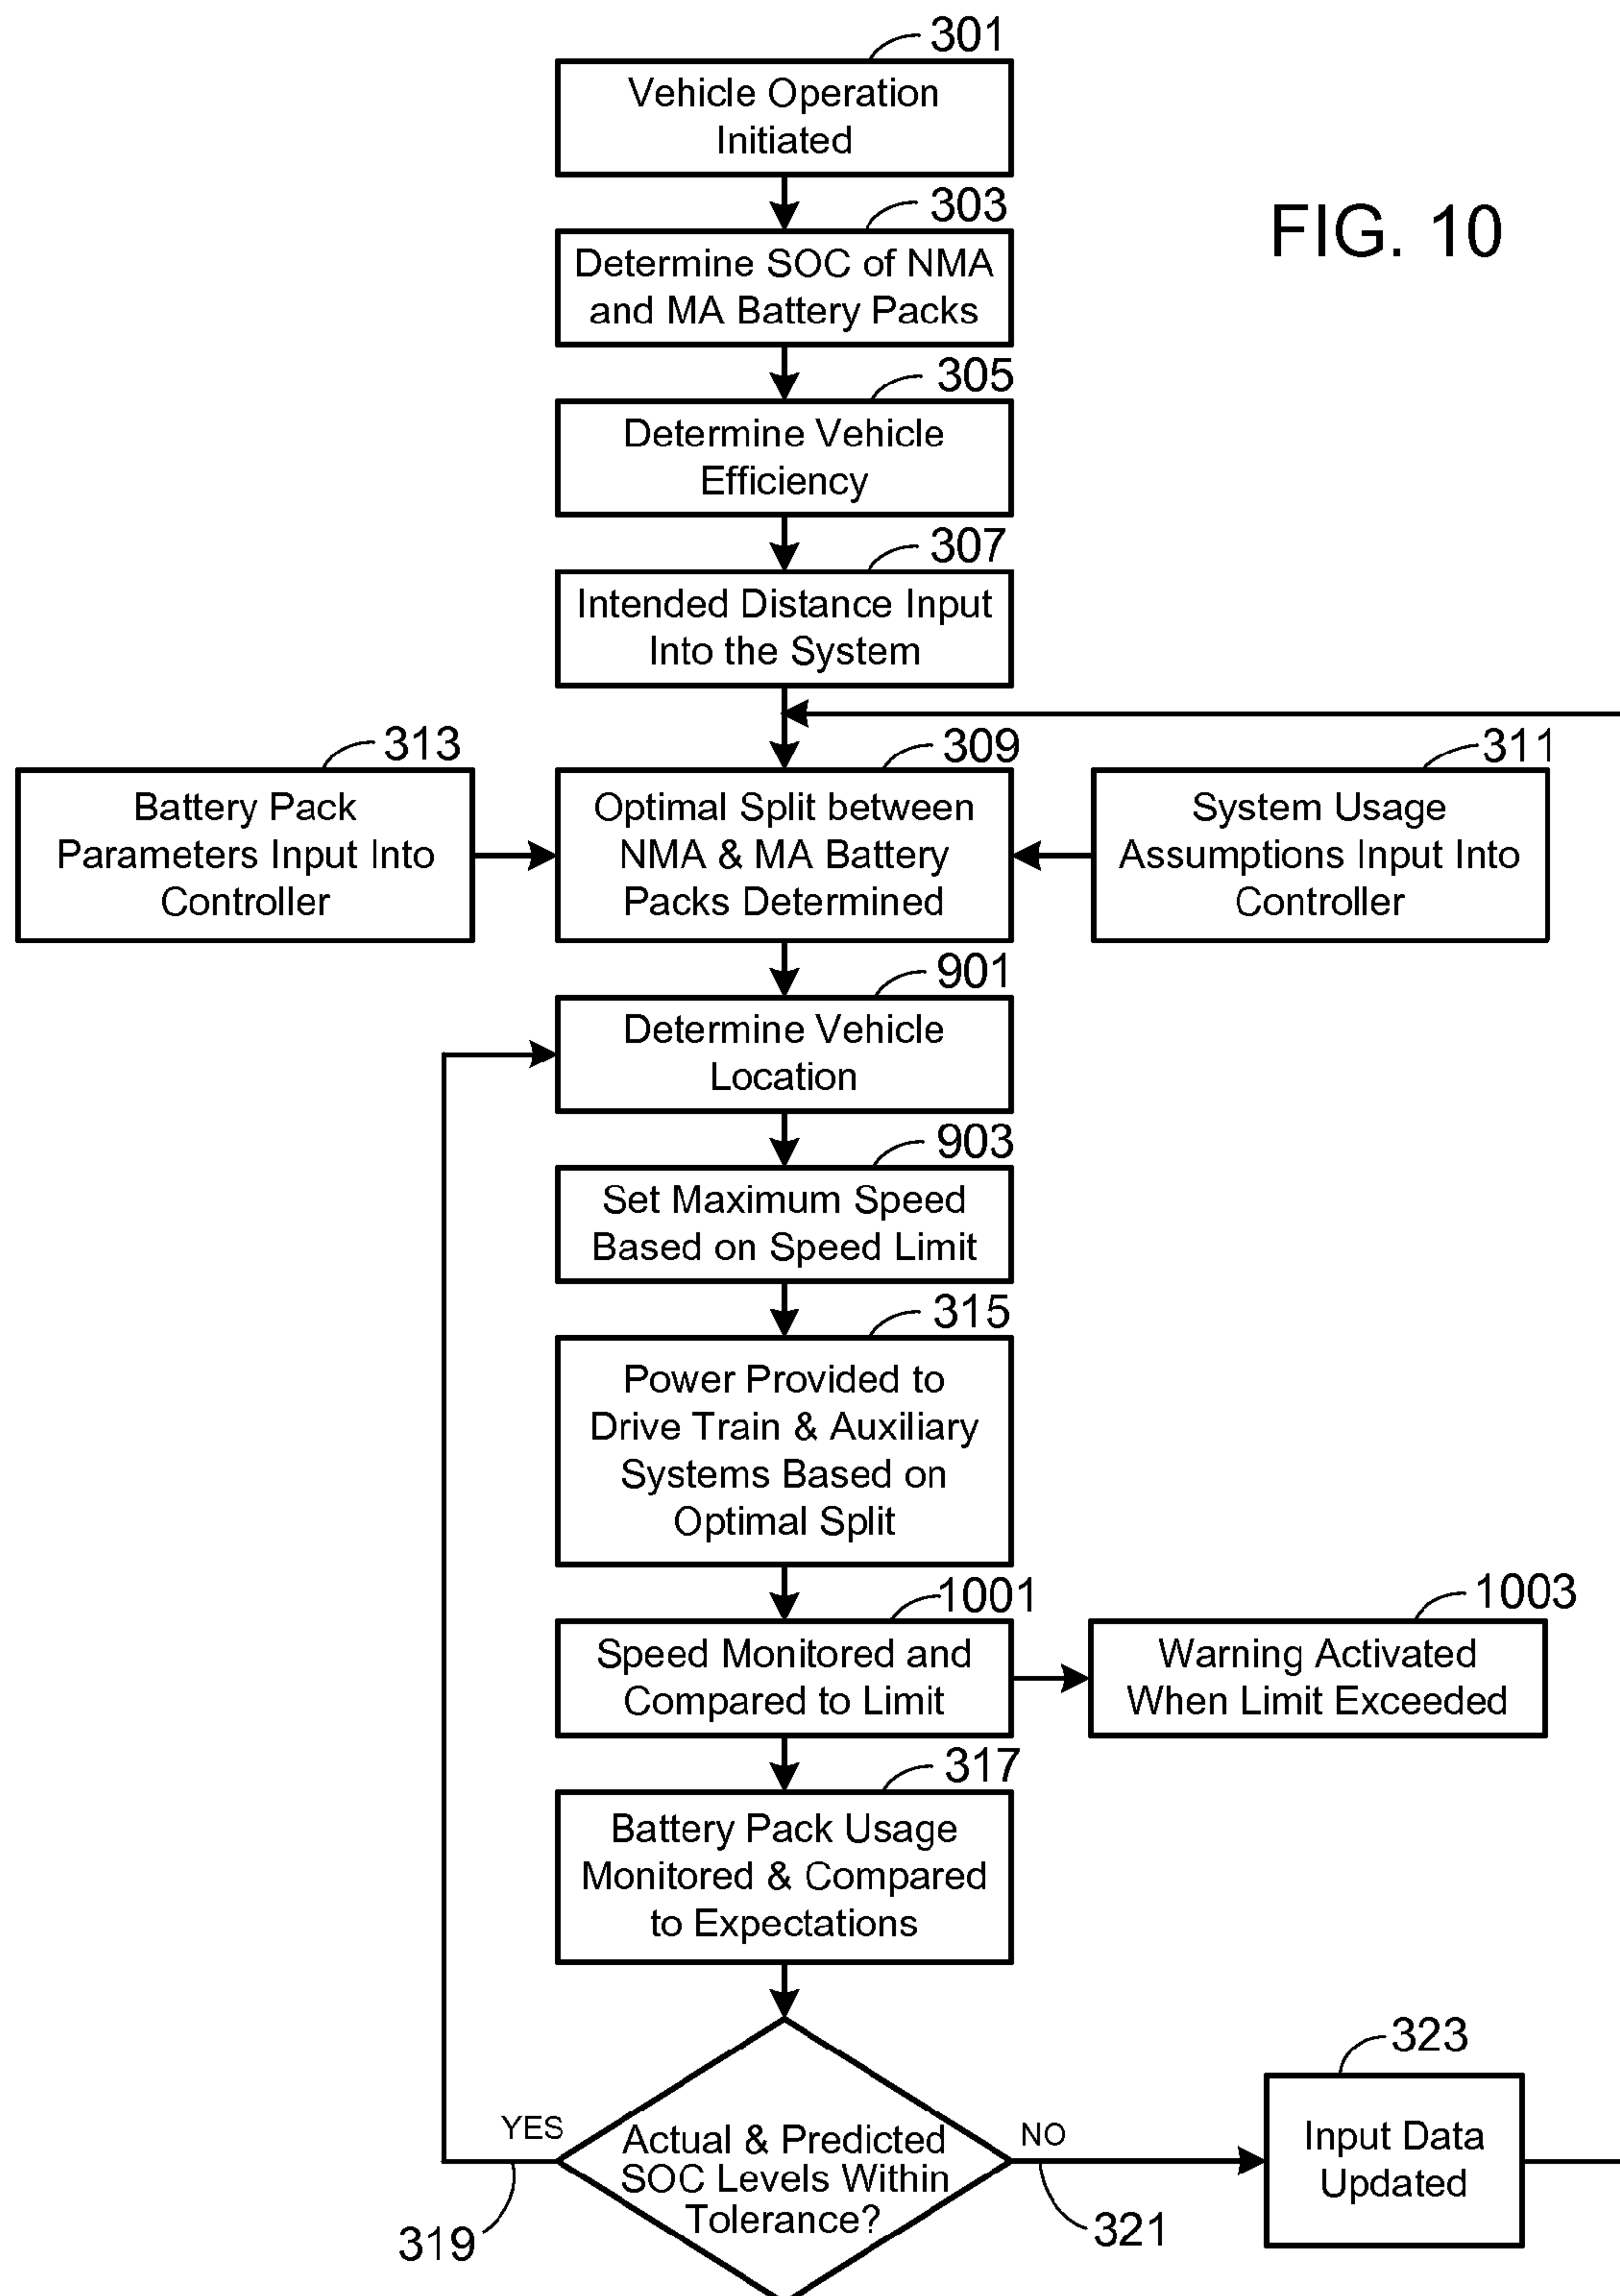 301
Vehicle Operation
Initiated
FIG. 10
303
Determine SOC of NMA
and MA Battery Packs
305
Determine Vehicle
Efficiency
307
Intended Distance Input
Into the System
313
Battery Pack
Parameters Input Into
Controller
309
Optimal Split between
NMA & MA Battery
Packs Determined
311
System Usage
Assumptions Input Into
Controller
901
Determine Vehicle
Location
903
Set Maximum Speed
Based on Speed Limit
315
Power Provided to
Drive Train & Auxiliary
Systems Based on
Optimal Split
1001
Speed Monitored and
Compared to Limit
1003
Warning Activated
When Limit Exceeded
317
Battery Pack Usage
Monitored & Compared
to Expectations
YES
319
Actual & Predicted
SOC Levels Within
Tolerance?
NO
321
323
Input Data
Updated